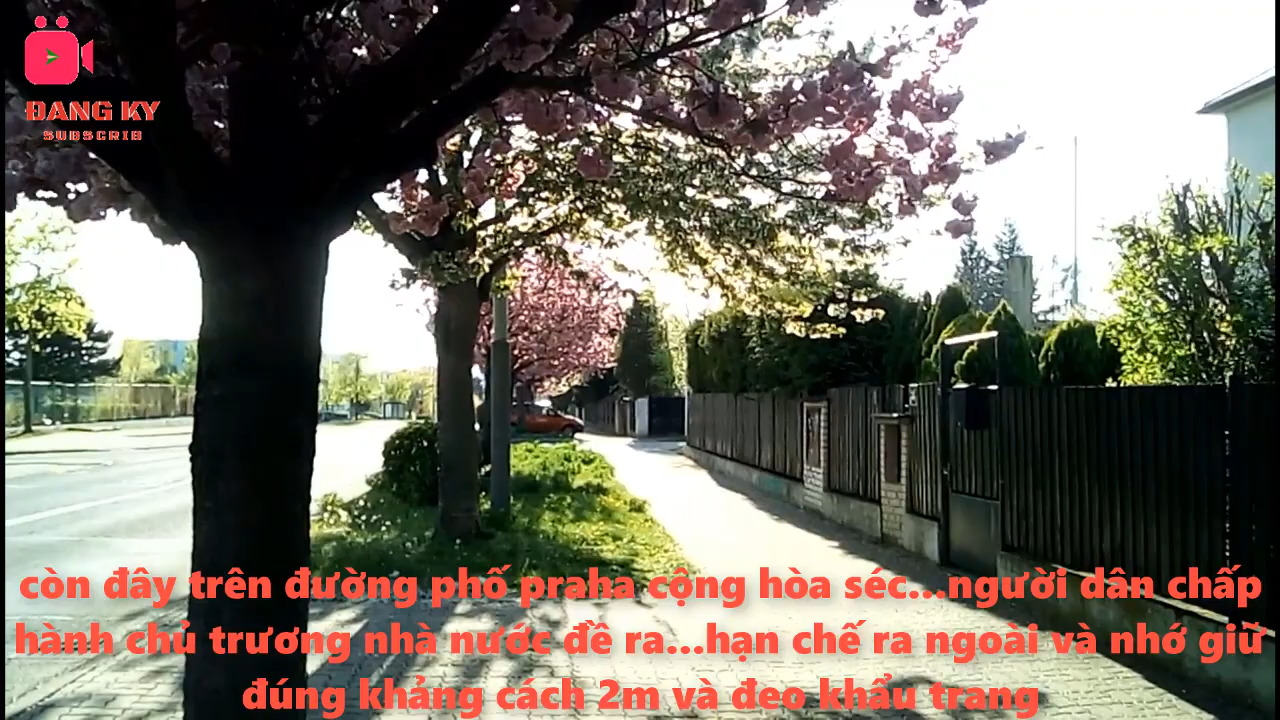 ĐANG KY
SUBSCRIB
còn đây trên đường phố praha cộng hòa séc...người dân chấp
hành chủ trương nhà nước đề ra...hạn chế ra ngoài và nhớ giữ
đúng khảng cách 2m và đeo khẩu trang